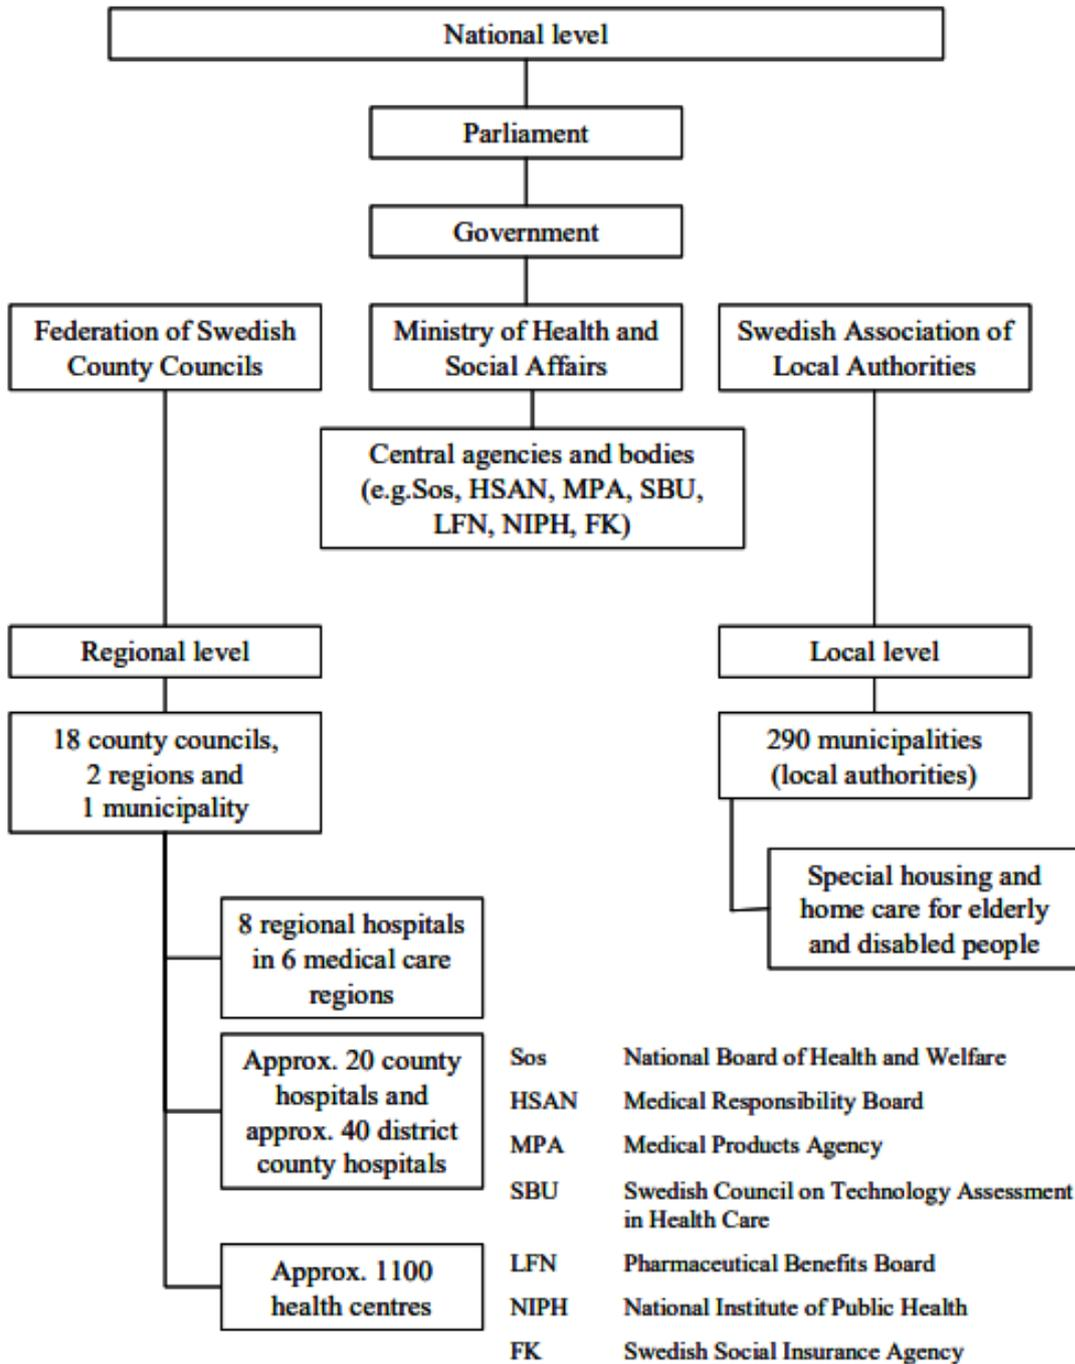 National level
Parliament
Government
Federation of Swedish
County Councils
Ministry of Health and
Social Affairs
Swedish Association of
Local Authorities
Central agencies and bodies
(e.g.Sos, HSAN, MPA, SBU,
LFN, NIPH, FK)
Regional level
Local level
18 county councils,
2 regions and
1 municipality
290 municipalities
(local authorities)
Special housing and
home care for elderly
and disabled people
8 regional hospitals
in 6 medical care
regions
Approx. 20 county
hospitals and
approx. 40 district
county hospitals
Approx. 1100
health centres
Sos National Board of Health and Welfare
HSAN Medical Responsibility Board
MPA Medical Products Agency
SBU Swedish Council on Technology Assessment
in Health Care
LFN Pharmaceutical Benefits Board
NIPH National Institute of Public Health
FK Swedish Social Insurance Agency